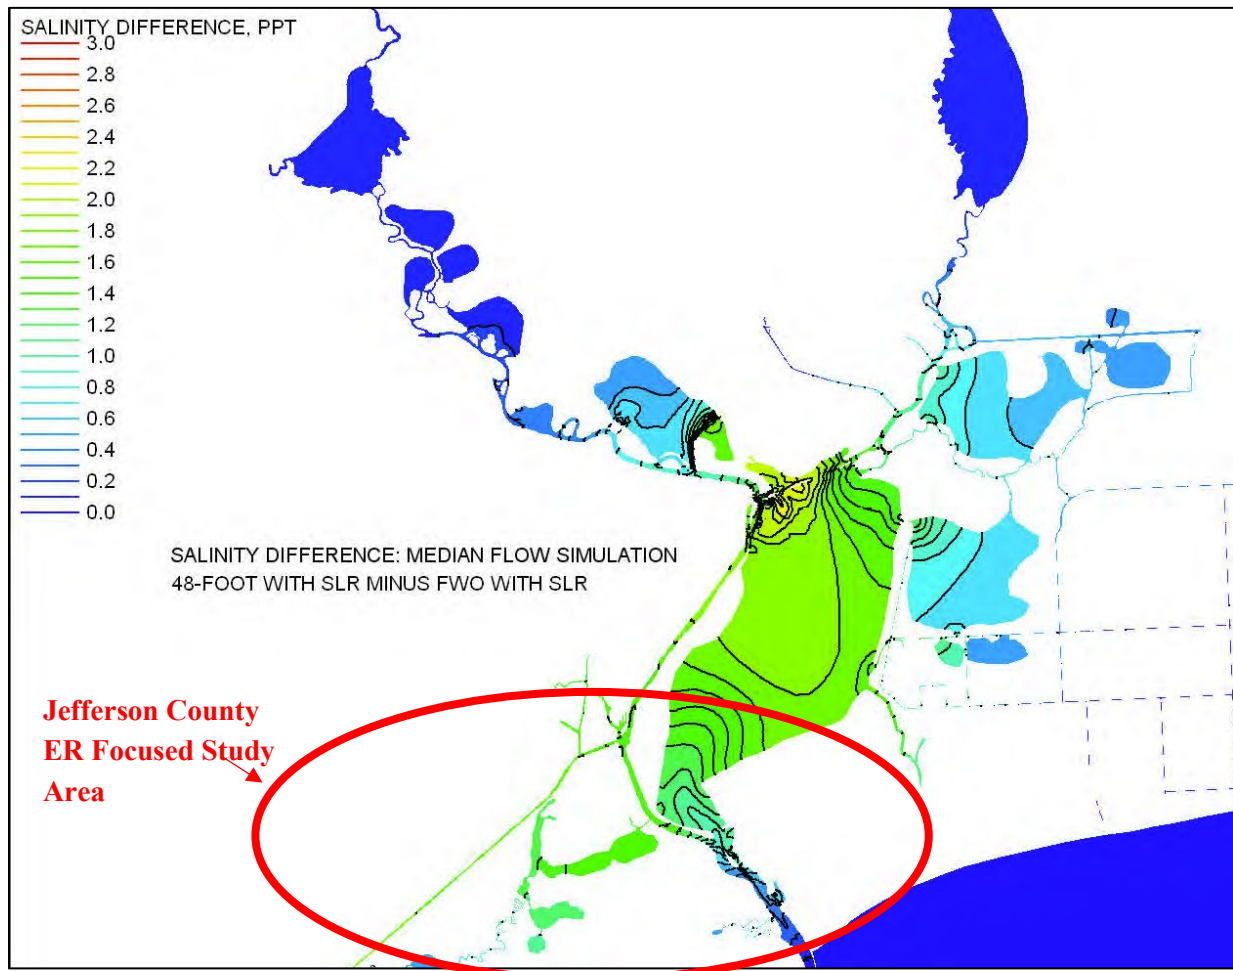 SALINITY DIFFERENCE, PPT
3.0
2.8
2.6
2.4
2.2
2.0
1.8
1.6
1.4
1.2
1.0
0.8
0.6
0.4
0.2
0.0
SALINITY DIFFERENCE: MEDIAN FLOW SIMULATION
48-FOOT WITH SLR MINUS FWO WITH SLR
Jefferson County
ER Focused Study
Area